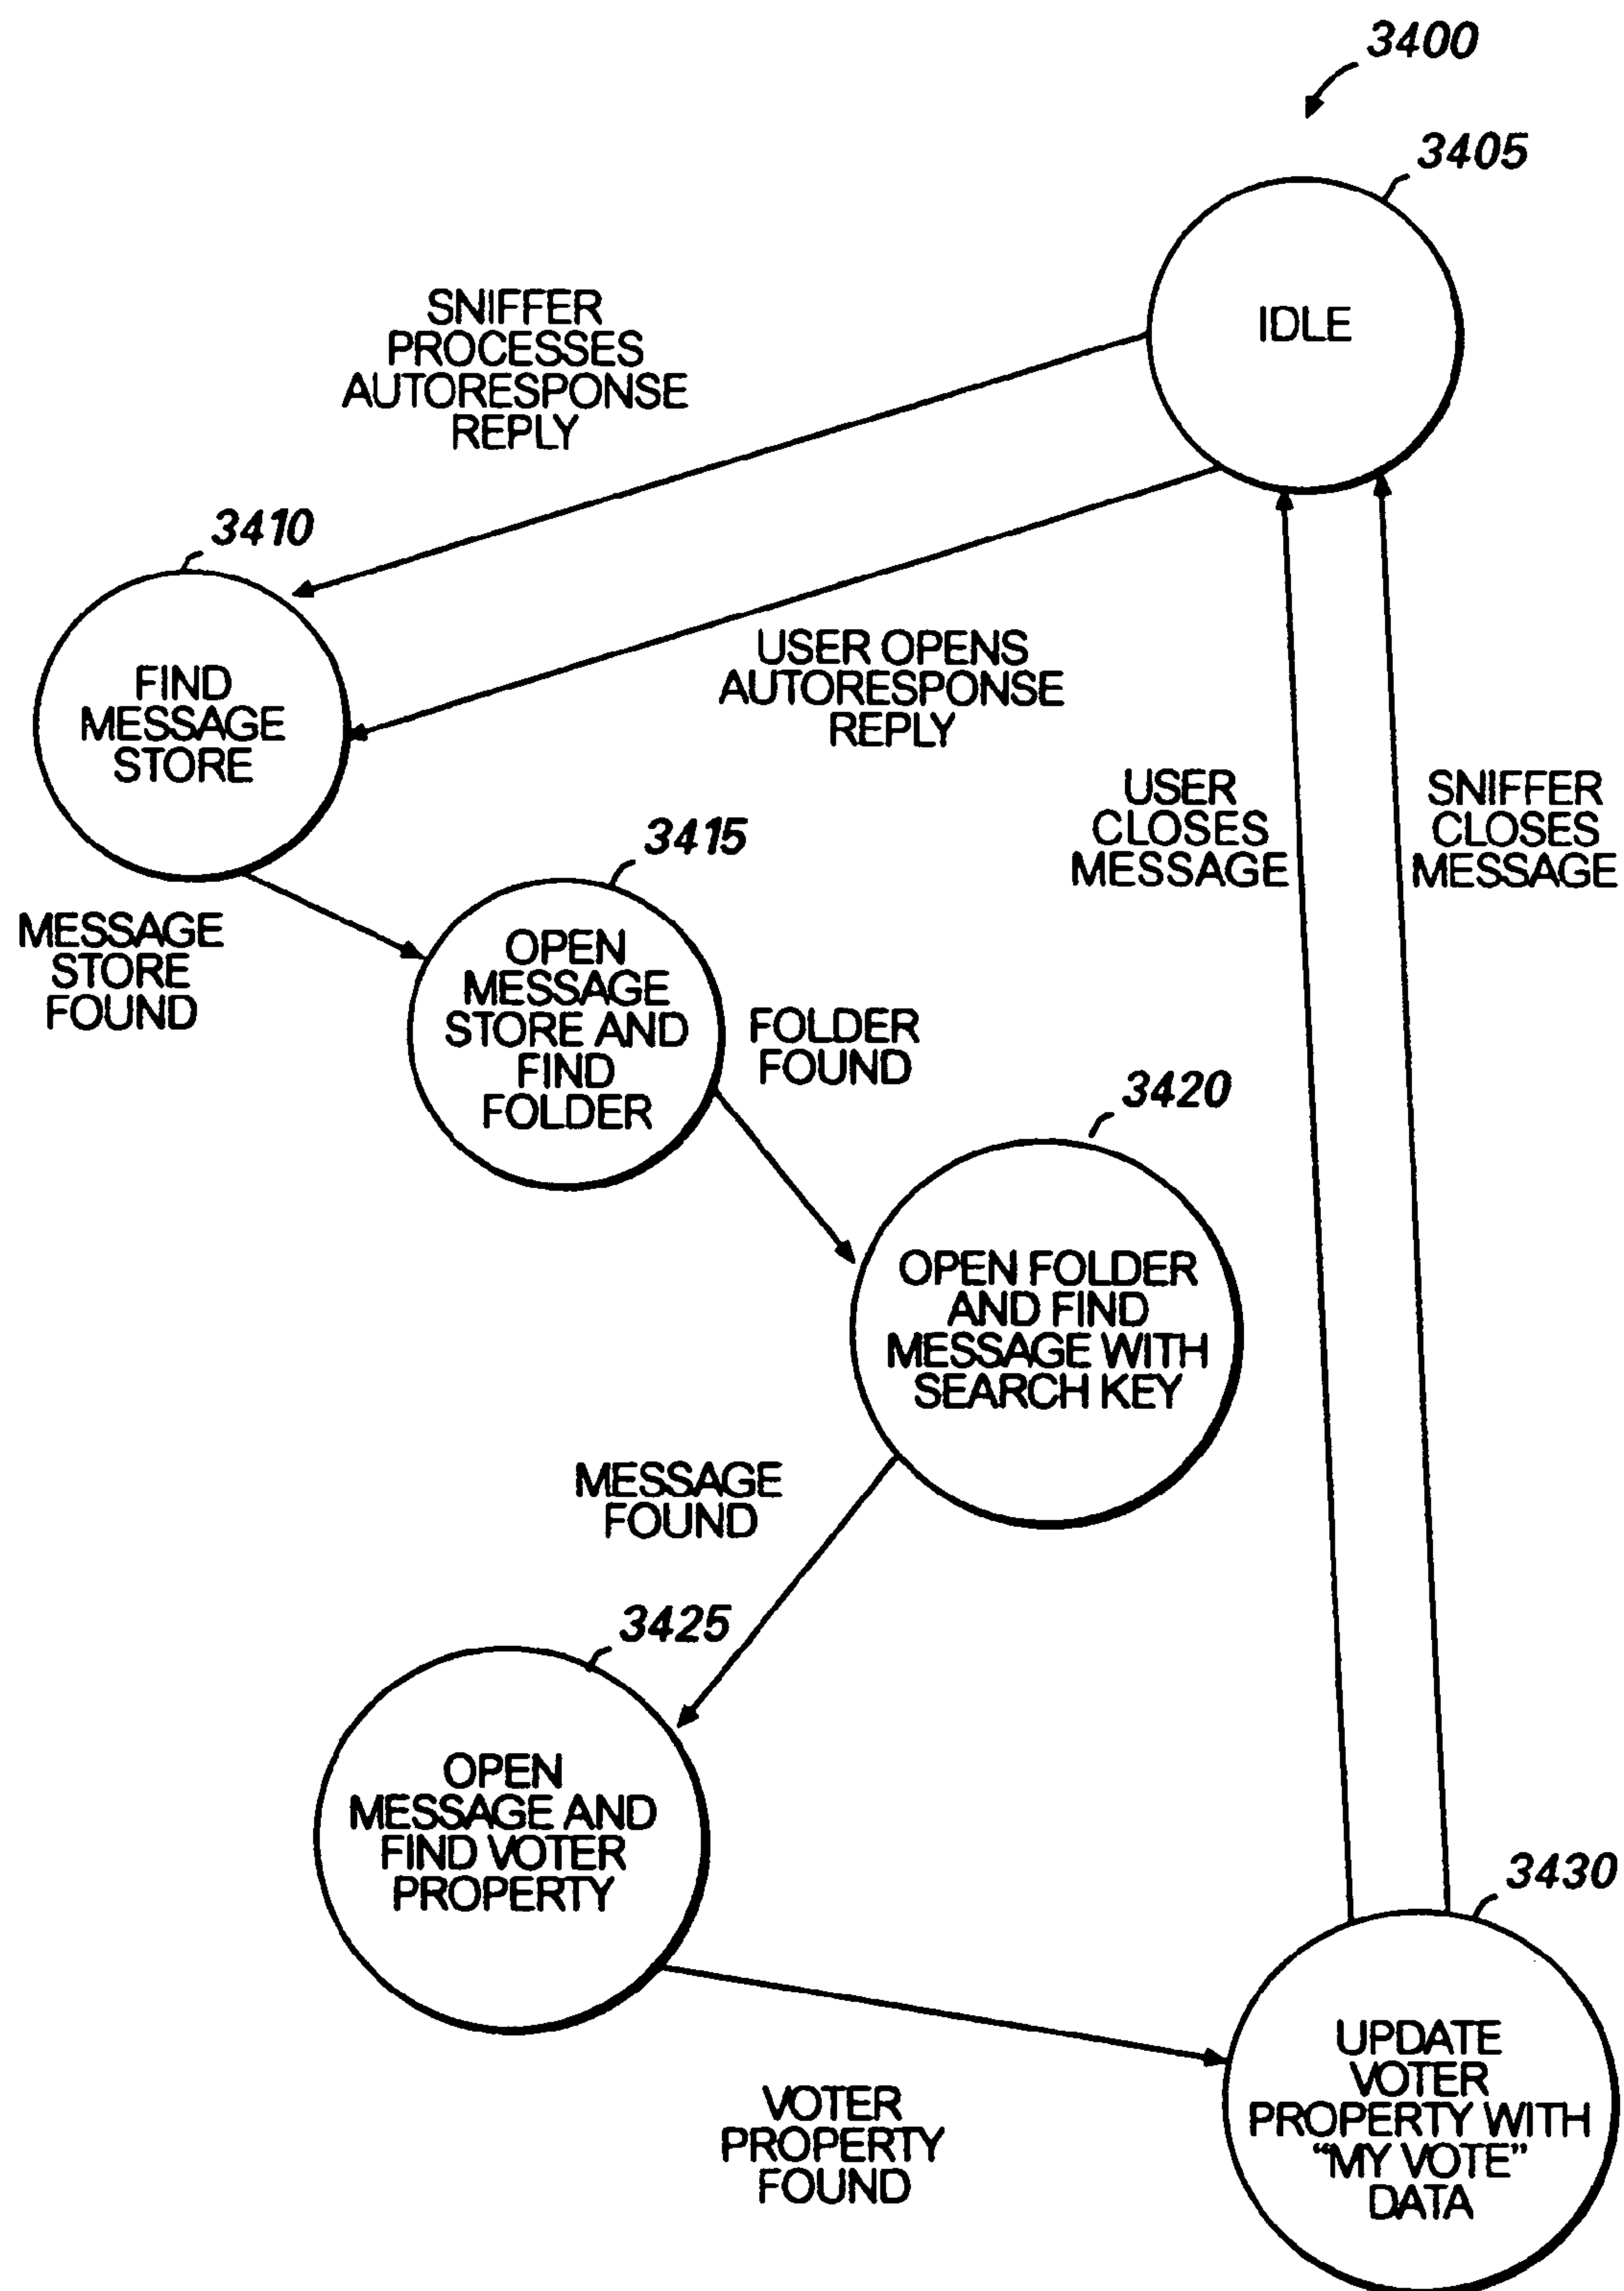 3400
3405
IDLE
SNIFFER
PROCESSES
AUTORESPONSE
REPLY
3410
FIND
MESSAGE
STORE
USER OPENS
AUTORESPONSE
REPLY
USER
CLOSES
MESSAGE
SNIFFER
CLOSES
MESSAGE
3415
MESSAGE
STORE
FOUND
OPEN
MESSAGE
STORE AND
FIND
FOLDER
FOLDER
FOUND
3420
OPEN FOLDER
AND FIND
MESSAGE WITH
SEARCH KEY
MESSAGE
FOUND
3425
OPEN
MESSAGE AND
FIND VOTER
PROPERTY
3430
VOTER
PROPERTY
FOUND
UPDATE
VOTER
PROPERTY WITH
“MY VOTE”
DATA